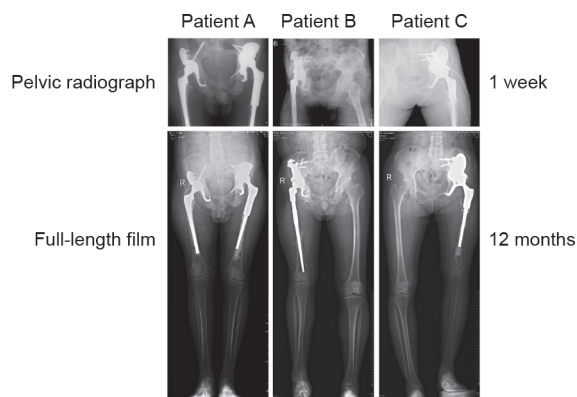 Patient A Patient B Patient C
Pelvic radiograph
1 week
R
R
R
Full-length film
12 months